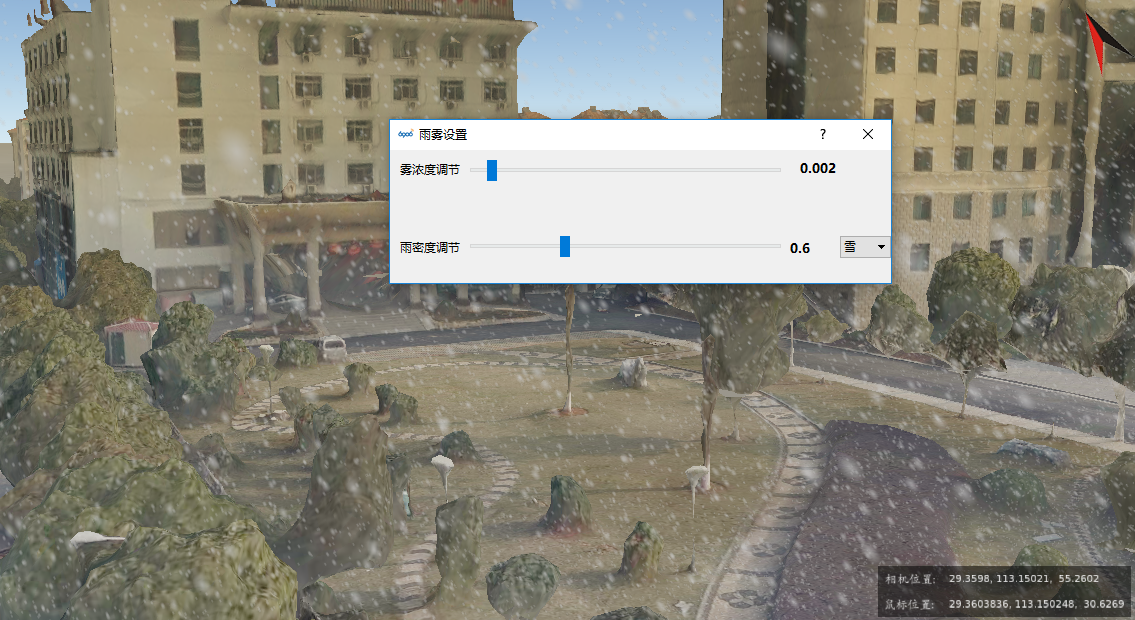 雨雾设置
?
雾浓度调节 0.002
雨密度调节 0.6 雪
相机位置: 29.3598, 113.15021, 55.2602
鼠标位置: 29.3603836, 113.150248, 30.6269